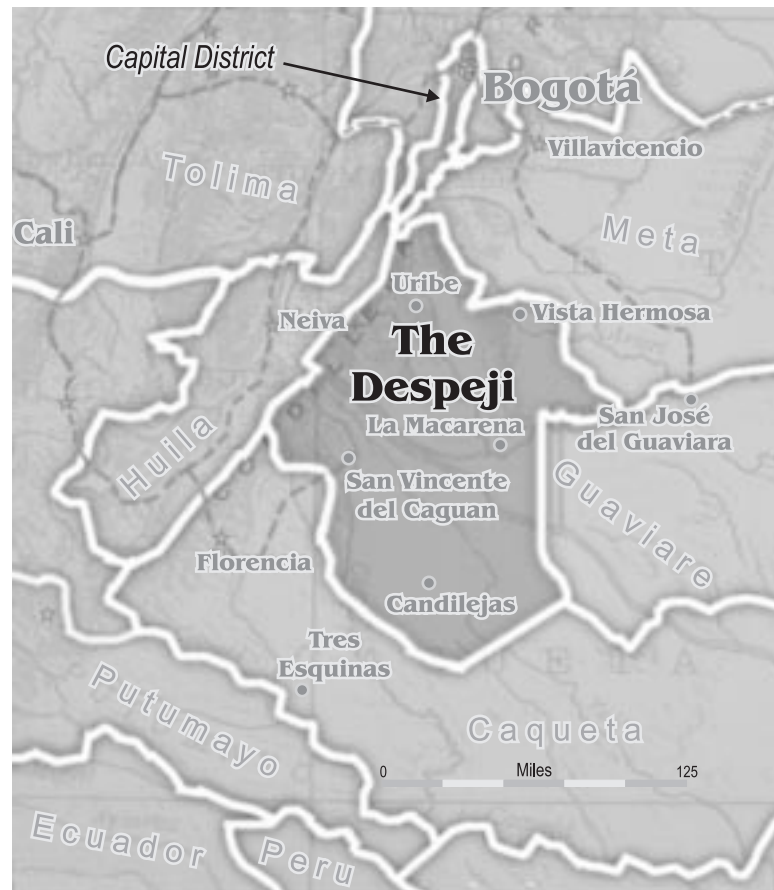 Capital District
Bogotá
Villavicencio
Tolima
Cali
Meta
Uribe
Neiva
Vista Hermosa
The
Despeji
La Macarena
San José
del Guaviara
Huila
San Vincente
del Caguan
Guaviare
Florencia
Candilejas
Tres
Esquinas
Putumayo
Caqueta
0
Miles
125
Ecuador
Peru